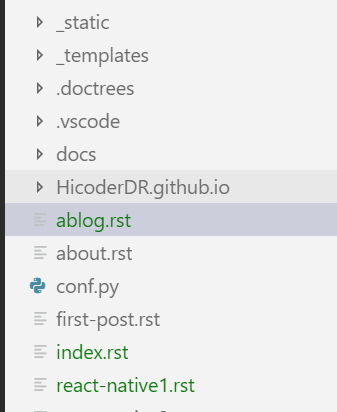 _static
_templates
.doctrees
.vscode
docs
HicoderDR.github.io
ablog.rst
about.rst
conf.py
first-post.rst
index.rst
react-native1.rst